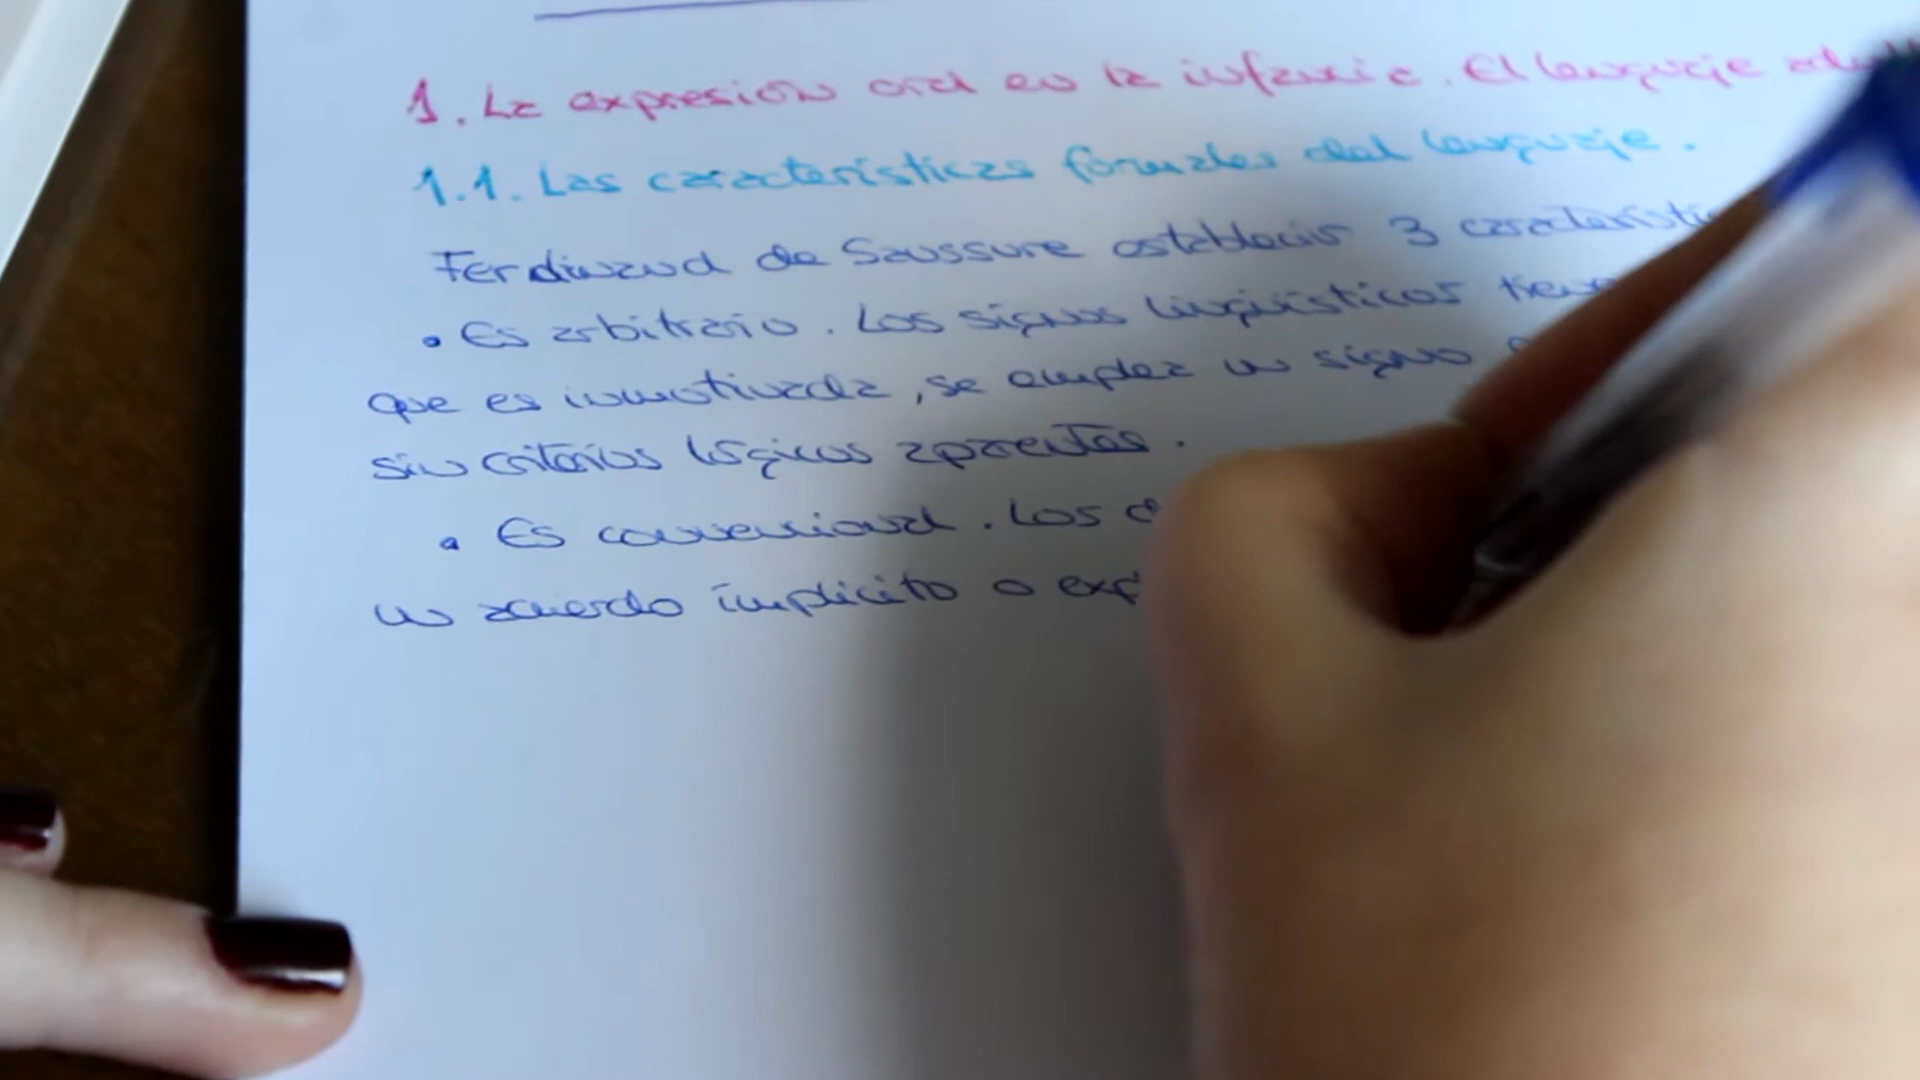 1. La expresión oral en la infancia. El lenguaje
1.1. Las características formales del lenguaje.
Ferdinand de Saussure estableció 3
• Es arbitrario. Los signos lingüísticos
que es inmotivada, se emplea un signo
sin criterios lógicos aparentes.
• Es convencional. Los
un acuerdo implícito o